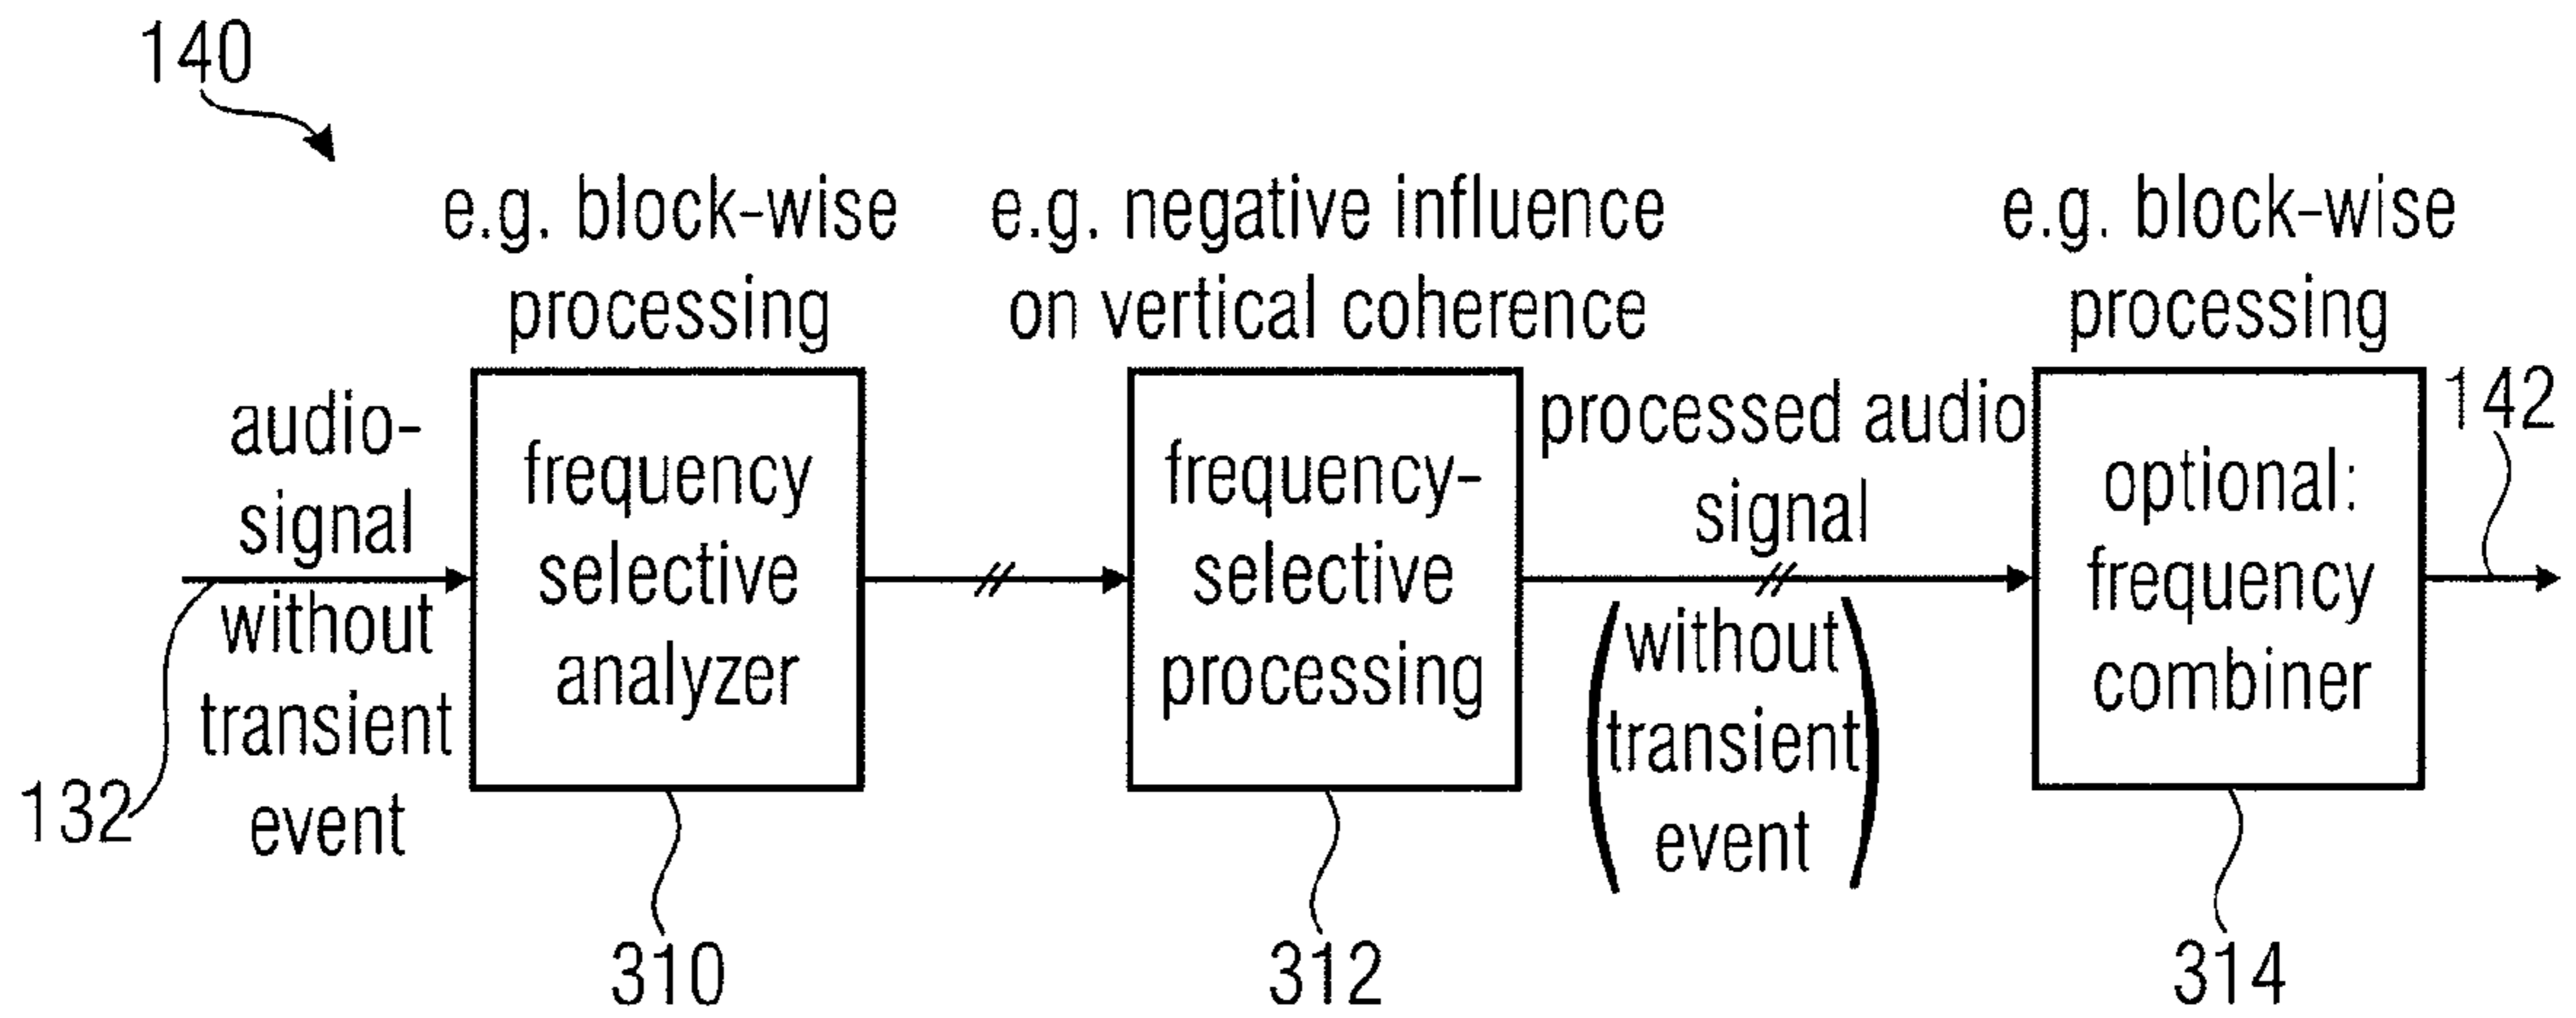 140
e.g. block-wise
processing
e.g. negative influence
on vertical coherence
e.g. block-wise
processing
audio-
signal
without
transient
event
132
frequency
selective
analyzer
310
frequency-
selective
processing
312
processed audio
signal
(without
transient
event)
optional:
frequency
combiner
314
142